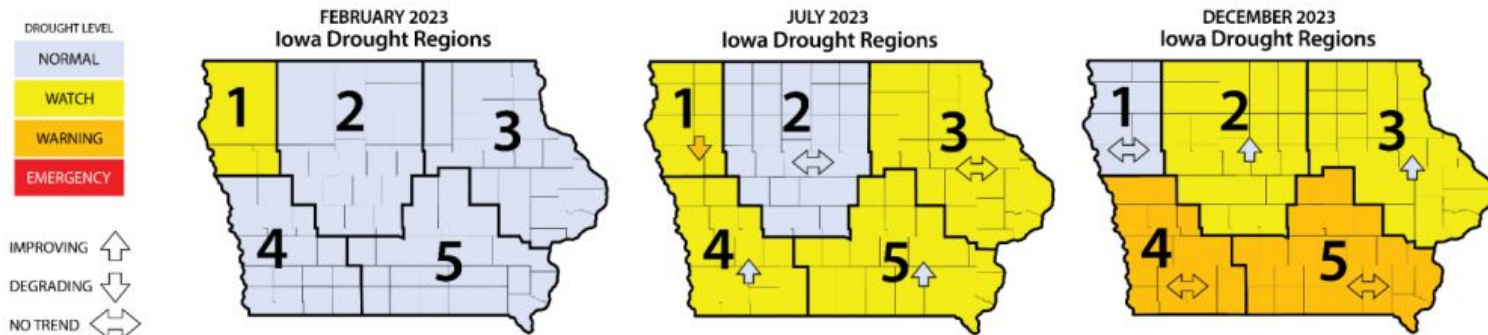 DROUGHT LEVEL
NORMAL
WATCH
WARNING
EMERGENCY
IMPROVING
DEGRADING
NO TREND
FEBRUARY 2023
Iowa Drought Regions
1
2
3
4
5
JULY 2023
Iowa Drought Regions
1
2
3
4
5
DECEMBER 2023
Iowa Drought Regions
1
2
3
4
5